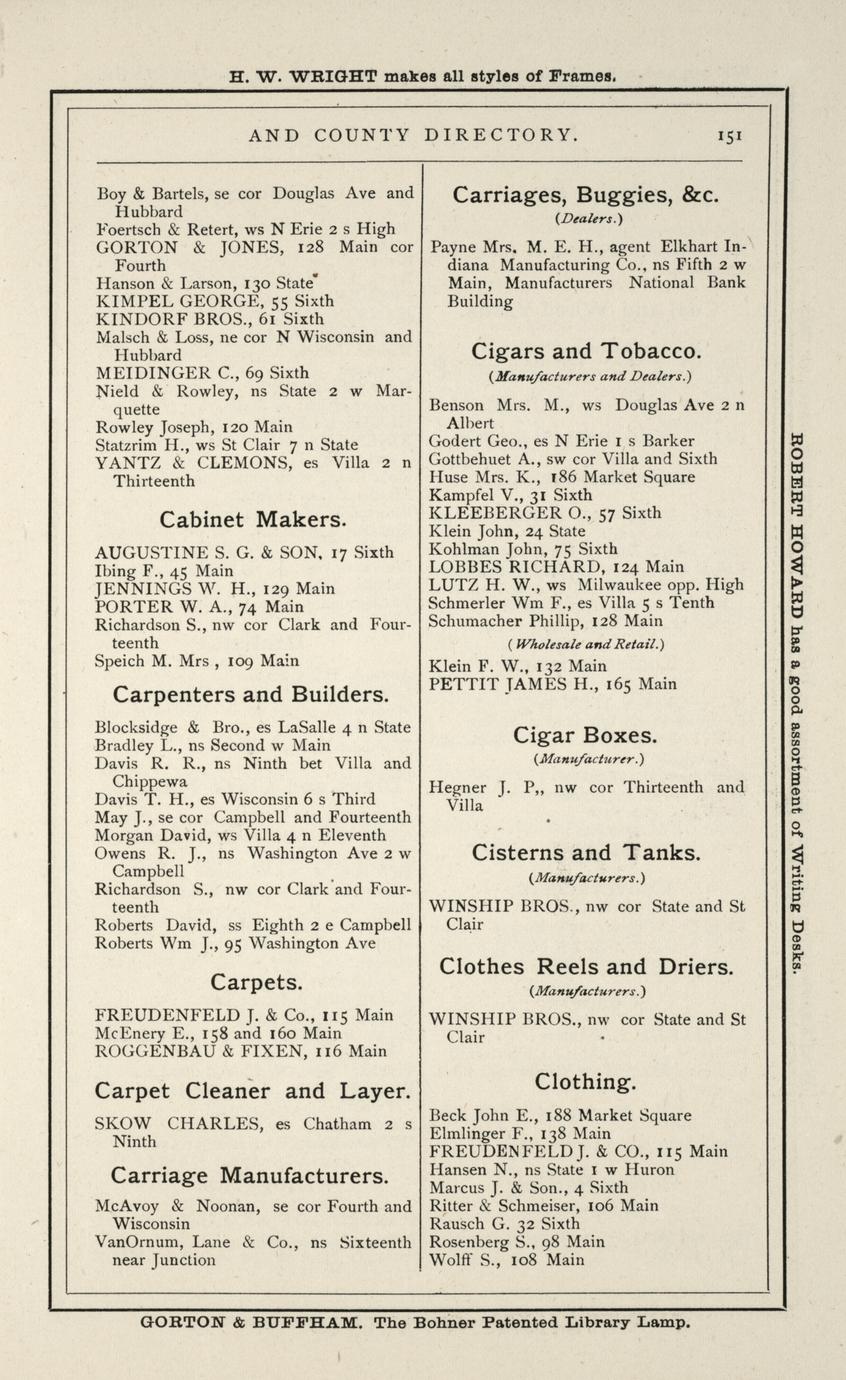 H. W. WRIGHT makes all styles of Frames.
AND COUNTY DIRECTORY. 151
Boy & Bartels, se cor Douglas Ave and
Hubbard
Foertsch & Retert, ws N Erie 2 s High
GORTON & JONES, 128 Main cor
Fourth
Hanson & Larson, 130 State
KIMPEL GEORGE, 55 Sixth
KINDORF BROS., 61 Sixth
Malsch & Loss, ne cor N Wisconsin and
Hubbard
MEIDINGER C., 69 Sixth
Nield & Rowley, ns State 2 w Mar-
quette
Rowley Joseph, 120 Main
Statzrim H., ws St Clair 7 n State
YANTZ & CLEMONS, es Villa 2 n
Thirteenth
Cabinet Makers.
AUGUSTINE S. G. & SON, 17 Sixth
Ibing F., 45 Main
JENNINGS W. H., 129 Main
PORTER W. A., 74 Main
Richardson S., nw cor Clark and Four-
teenth
Speich M. Mrs , 109 Main
Carpenters and Builders.
Blocksidge & Bro., es LaSalle 4 n State
Bradley L., ns Second w Main
Davis R. R., ns Ninth bet Villa and
Chippewa
Davis T. H., es Wisconsin 6 s Third
May J., se cor Campbell and Fourteenth
Morgan David, ws Villa 4 n Eleventh
Owens R. J., ns Washington Ave 2 w
Campbell
Richardson S., nw cor Clark and Four-
teenth
Roberts David, ss Eighth 2 e Campbell
Roberts Wm J., 95 Washington Ave
Carpets.
FREUDENFELD J. & Co., 115 Main
McEnery E., 158 and 160 Main
ROGGENBAU & FIXEN, 116 Main
Carpet Cleaner and Layer.
SKOW CHARLES, es Chatham 2 s
Ninth
Carriage Manufacturers.
McAvoy & Noonan, se cor Fourth and
Wisconsin
VanOrnum, Lane & Co., ns Sixteenth
near Junction
Carriages, Buggies, &c.
(Dealers.)
Payne Mrs. M. E. H., agent Elkhart In-
diana Manufacturing Co., ns Fifth 2 w
Main, Manufacturers National Bank
Building
Cigars and Tobacco.
(Manufacturers and Dealers.)
Benson Mrs. M., ws Douglas Ave 2 n
Albert
Godert Geo., es N Erie 1 s Barker
Gottbehuet A., sw cor Villa and Sixth
Huse Mrs. K., 186 Market Square
Kampfel V., 31 Sixth
KLEEBERGER O., 57 Sixth
Klein John, 24 State
Kohlman John, 75 Sixth
LOBBES RICHARD, 124 Main
LUTZ H. W., ws Milwaukee opp. High
Schmerler Wm F., es Villa 5 s Tenth
Schumacher Phillip, 128 Main
(Wholesale and Retail.)
Klein F. W., 132 Main
PETTIT JAMES H., 165 Main
Cigar Boxes.
(Manufacturer.)
Hegner J. P,, nw cor Thirteenth and
Villa
Cisterns and Tanks.
(Manufacturers.)
WINSHIP BROS., nw cor State and St
Clair
Clothes Reels and Driers.
(Manufacturers.)
WINSHIP BROS., nw cor State and St
Clair
Clothing.
Beck John E., 188 Market Square
Elmlinger F., 138 Main
FREUDENFELD J. & CO., 115 Main
Hansen N., ns State 1 w Huron
Marcus J. & Son., 4 Sixth
Ritter & Schmeiser, 106 Main
Rausch G. 32 Sixth
Rosenberg S., 98 Main
Wolff S., 108 Main
ROBERT HOWARD has a good assortment of Writing Desks.
GORTON & BUFFHAM. The Bohner Patented Library Lamp.